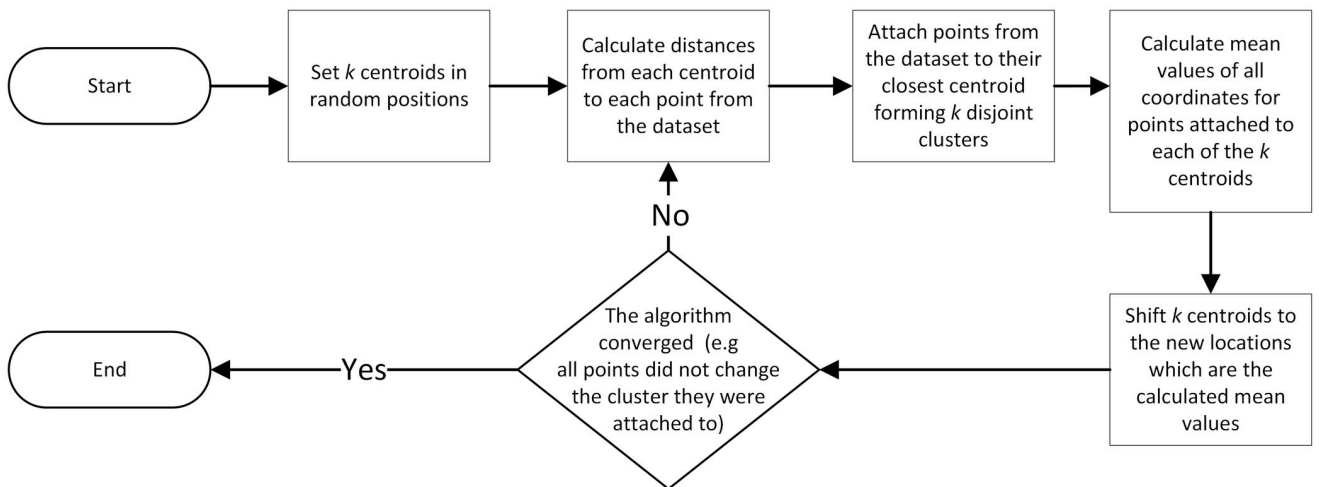 Start
Set k centroids in
random positions
Calculate distances
from each centroid
to each point from
the dataset
Attach points from
the dataset to their
closest centroid
forming k disjoint
clusters
Calculate mean
values of all
coordinates for
points attached to
each of the k
centroids
Shift k centroids to
the new locations
which are the
calculated mean
values
The algorithm
converged (e.g
all points did not change
the cluster they were
attached to)
No
Yes
End